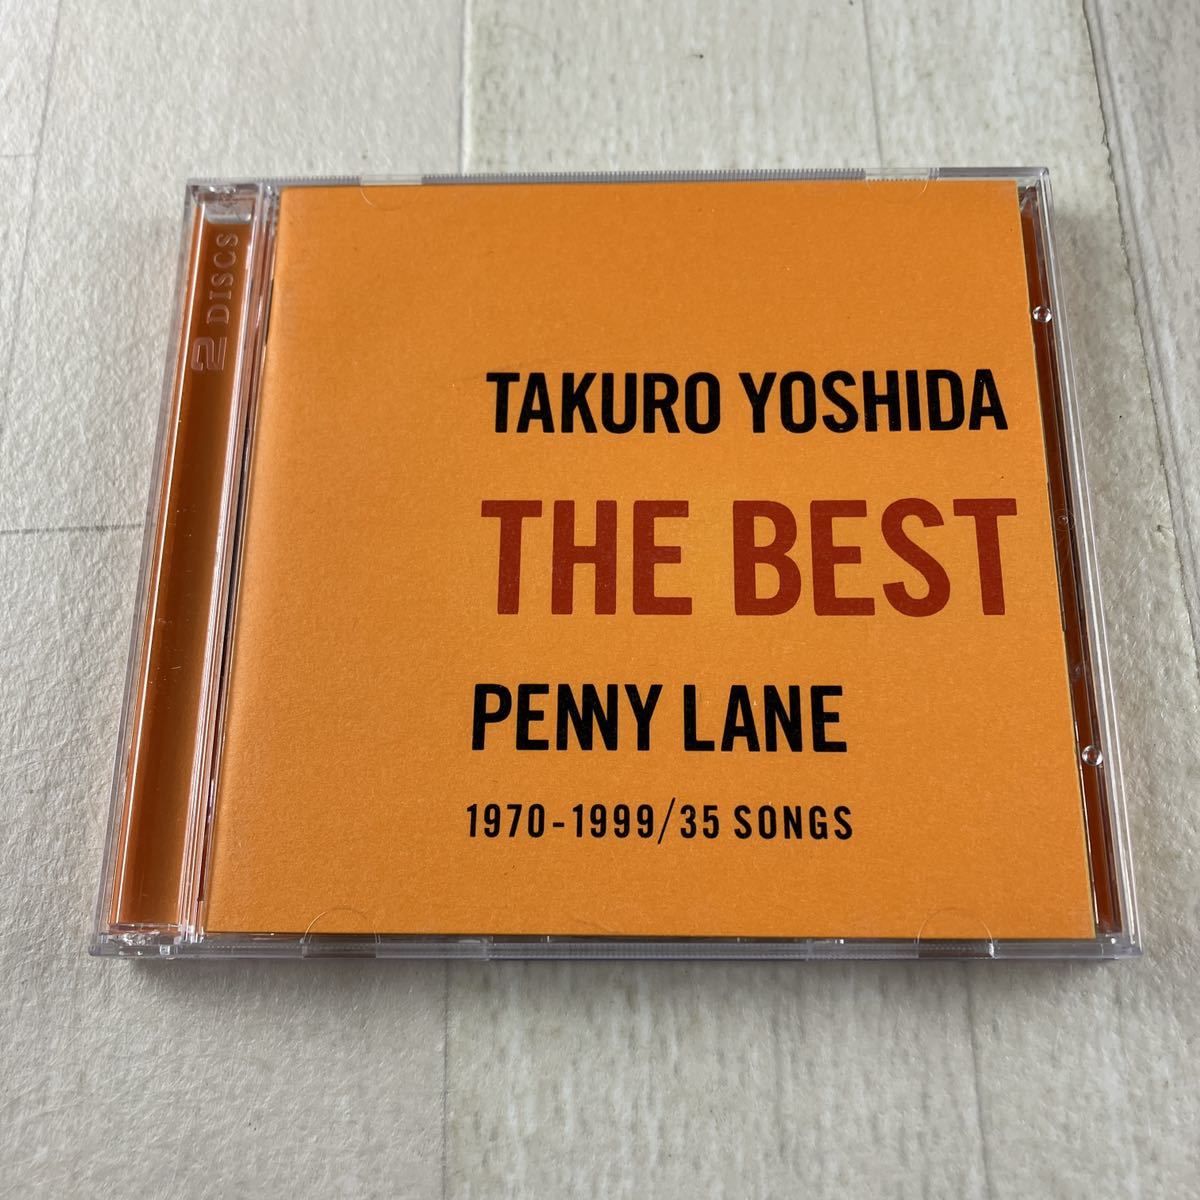 2 DISCS
TAKURO YOSHIDA
THE BEST
PENNY LANE
1970-1999/35 SONGS